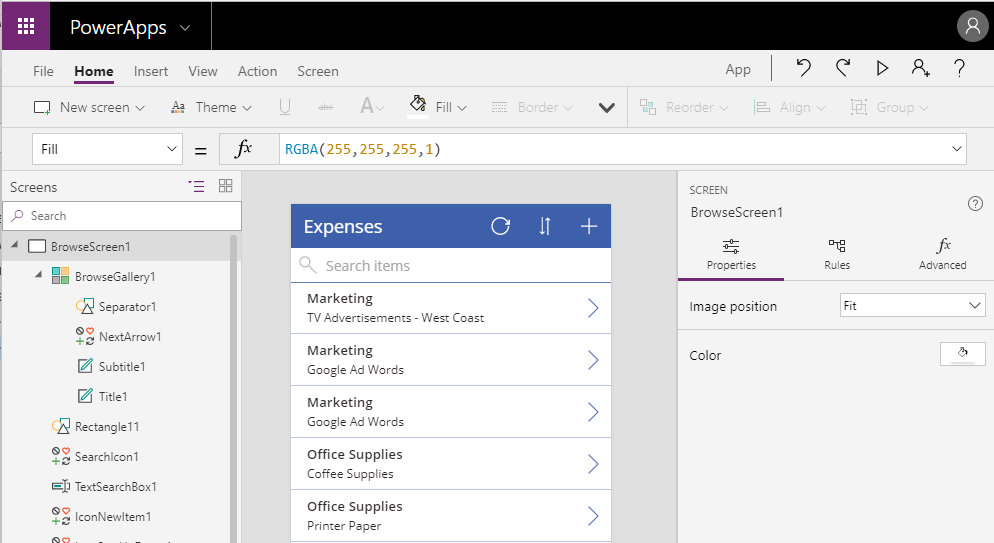 PowerApps
File Home Insert View Action Screen App
New screen Theme U abc A Fill Border Reorder Align Group
Fill = fx RGBA(255,255,255,1)
Screens
Search
BrowseScreen1
BrowseGallery1
Separator1
NextArrow1
Subtitle1
Title1
Rectangle11
SearchIcon1
TextSearchBox1
IconNewItem1
Expenses
Search items
Marketing
TV Advertisements - West Coast
Marketing
Google Ad Words
Marketing
Google Ad Words
Office Supplies
Coffee Supplies
Office Supplies
Printer Paper
SCREEN
BrowseScreen1
Properties Rules fx Advanced
Image position Fit
Color